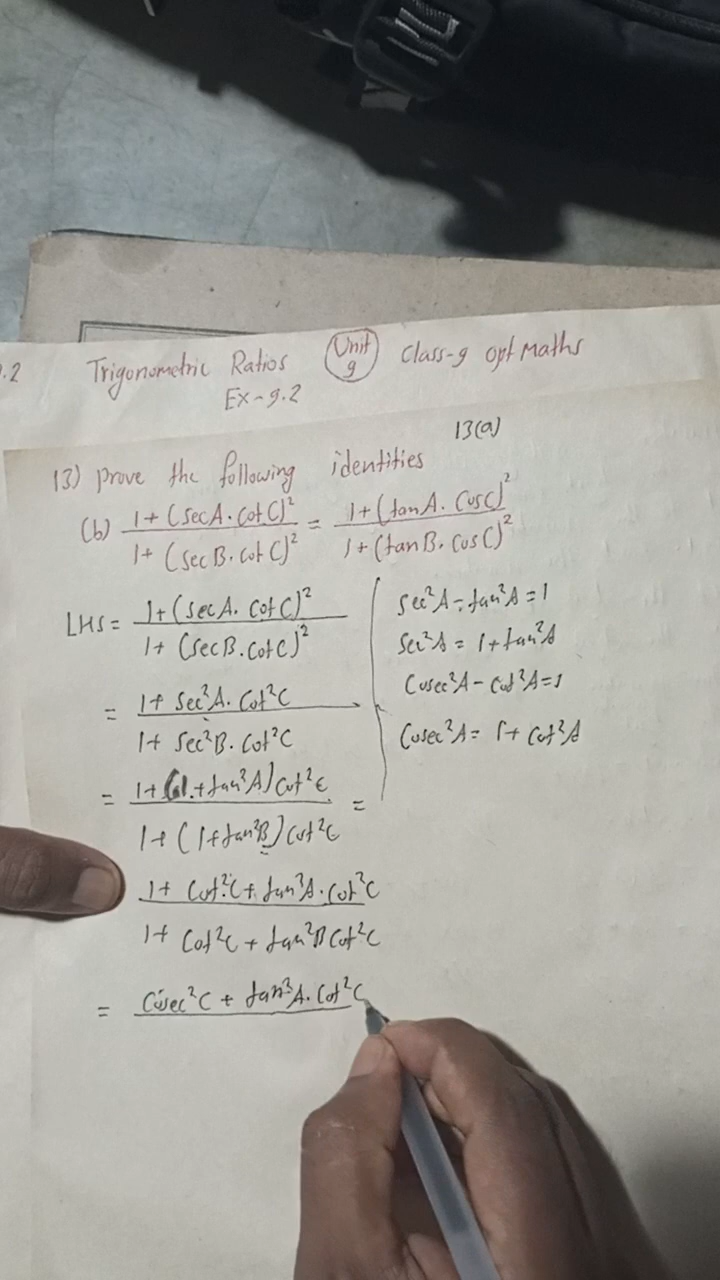 .2 Trigonometric Ratios Unit 9 Class-9 Opt Maths
Ex-9.2
13(a)
13) prove the following identities
(b) 1+(secA.cotC)² / 1+(secB.cotC)² = 1+(tanA.CosC)² / 1+(tanB.CosC)²
LHS = 1+(secA.cotC)² / 1+(secB.cotC)²
= 1+sec²A.cot²C / 1+sec²B.cot²C
= 1+(1+tan²A)cot²C / 1+(1+tan²B)cot²C =
1+cot²C+tan²A.cot²C / 1+cot²C+tan²Bcot²C
= Cosec²C+tan²A.cot²C
sec²A-tan²A=1
sec²A=1+tan²A
Cosec²A-cot²A=1
Cosec²A=1+cot²A